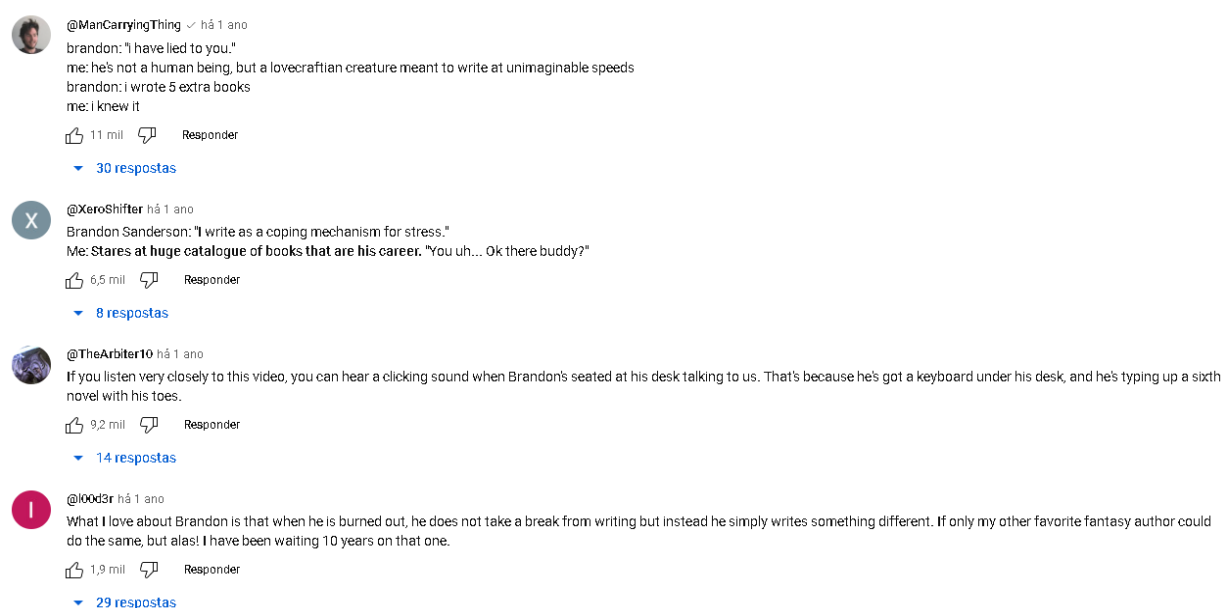 @ManCarryingThing há 1 ano
brandon: "i have lied to you."
me: he's not a human being, but a lovecraftian creature meant to write at unimaginable speeds
brandon: i wrote 5 extra books
me: i knew it
11 mil Responder
30 respostas
X
@XeroShifter há 1 ano
Brandon Sanderson: "I write as a coping mechanism for stress."
Me: Stares at huge catalogue of books that are his career. "You uh... Ok there buddy?"
6,5 mil Responder
8 respostas
@TheArbiter10 há 1 ano
If you listen very closely to this video, you can hear a clicking sound when Brandon's seated at his desk talking to us. That's because he's got a keyboard under his desk, and he's typing up a sixth
novel with his toes.
9,2 mil Responder
14 respostas
I
@l00d3r há 1 ano
What I love about Brandon is that when he is burned out, he does not take a break from writing but instead he simply writes something different. If only my other favorite fantasy author could
do the same, but alas! I have been waiting 10 years on that one.
1,9 mil Responder
29 respostas